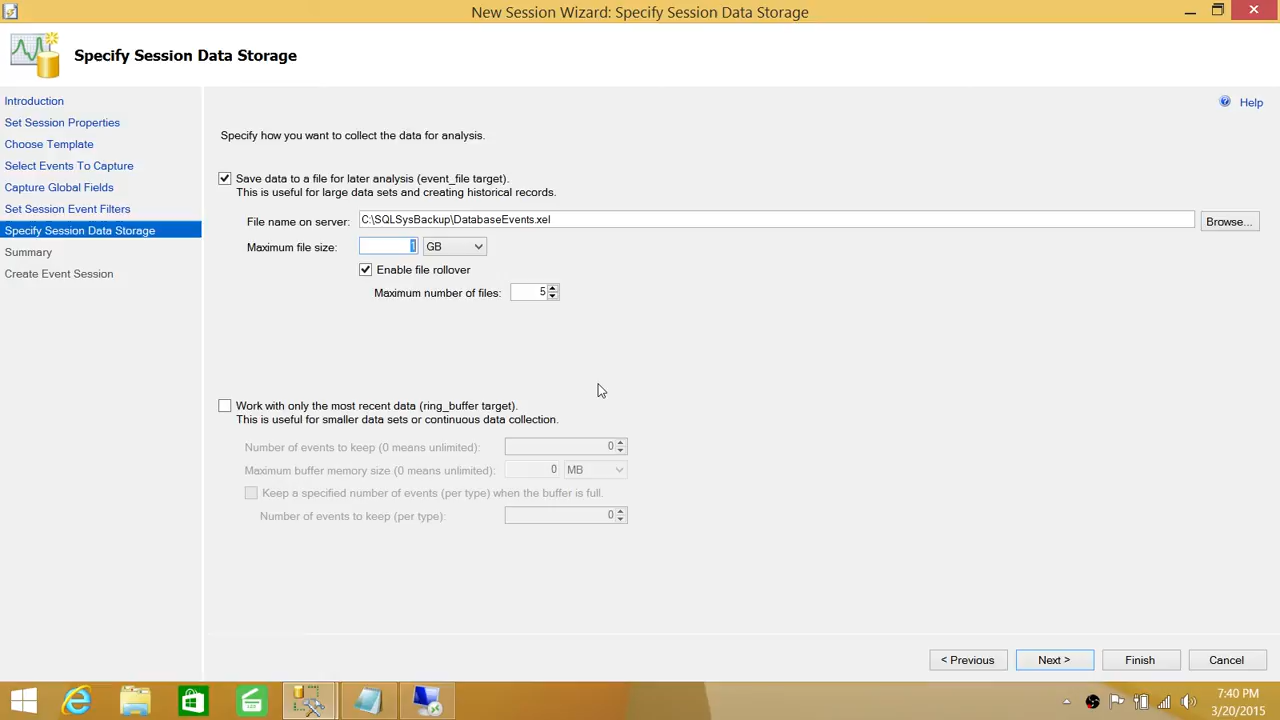 New Session Wizard: Specify Session Data Storage
Specify Session Data Storage
Introduction
Set Session Properties
Choose Template
Select Events To Capture
Capture Global Fields
Set Session Event Filters
Specify Session Data Storage
Summary
Create Event Session
Help
Specify how you want to collect the data for analysis.
Save data to a file for later analysis (event_file target).
This is useful for large data sets and creating historical records.
File name on server: C:\SQLSysBackup\DatabaseEvents.xel Browse...
Maximum file size: 1 GB
Enable file rollover
Maximum number of files: 5
Work with only the most recent data (ring_buffer target).
This is useful for smaller data sets or continuous data collection.
Number of events to keep (0 means unlimited): 0
Maximum buffer memory size (0 means unlimited): 0 MB
Keep a specified number of events (per type) when the buffer is full.
Number of events to keep (per type): 0
< Previous Next > Finish Cancel
7:40 PM
3/20/2015